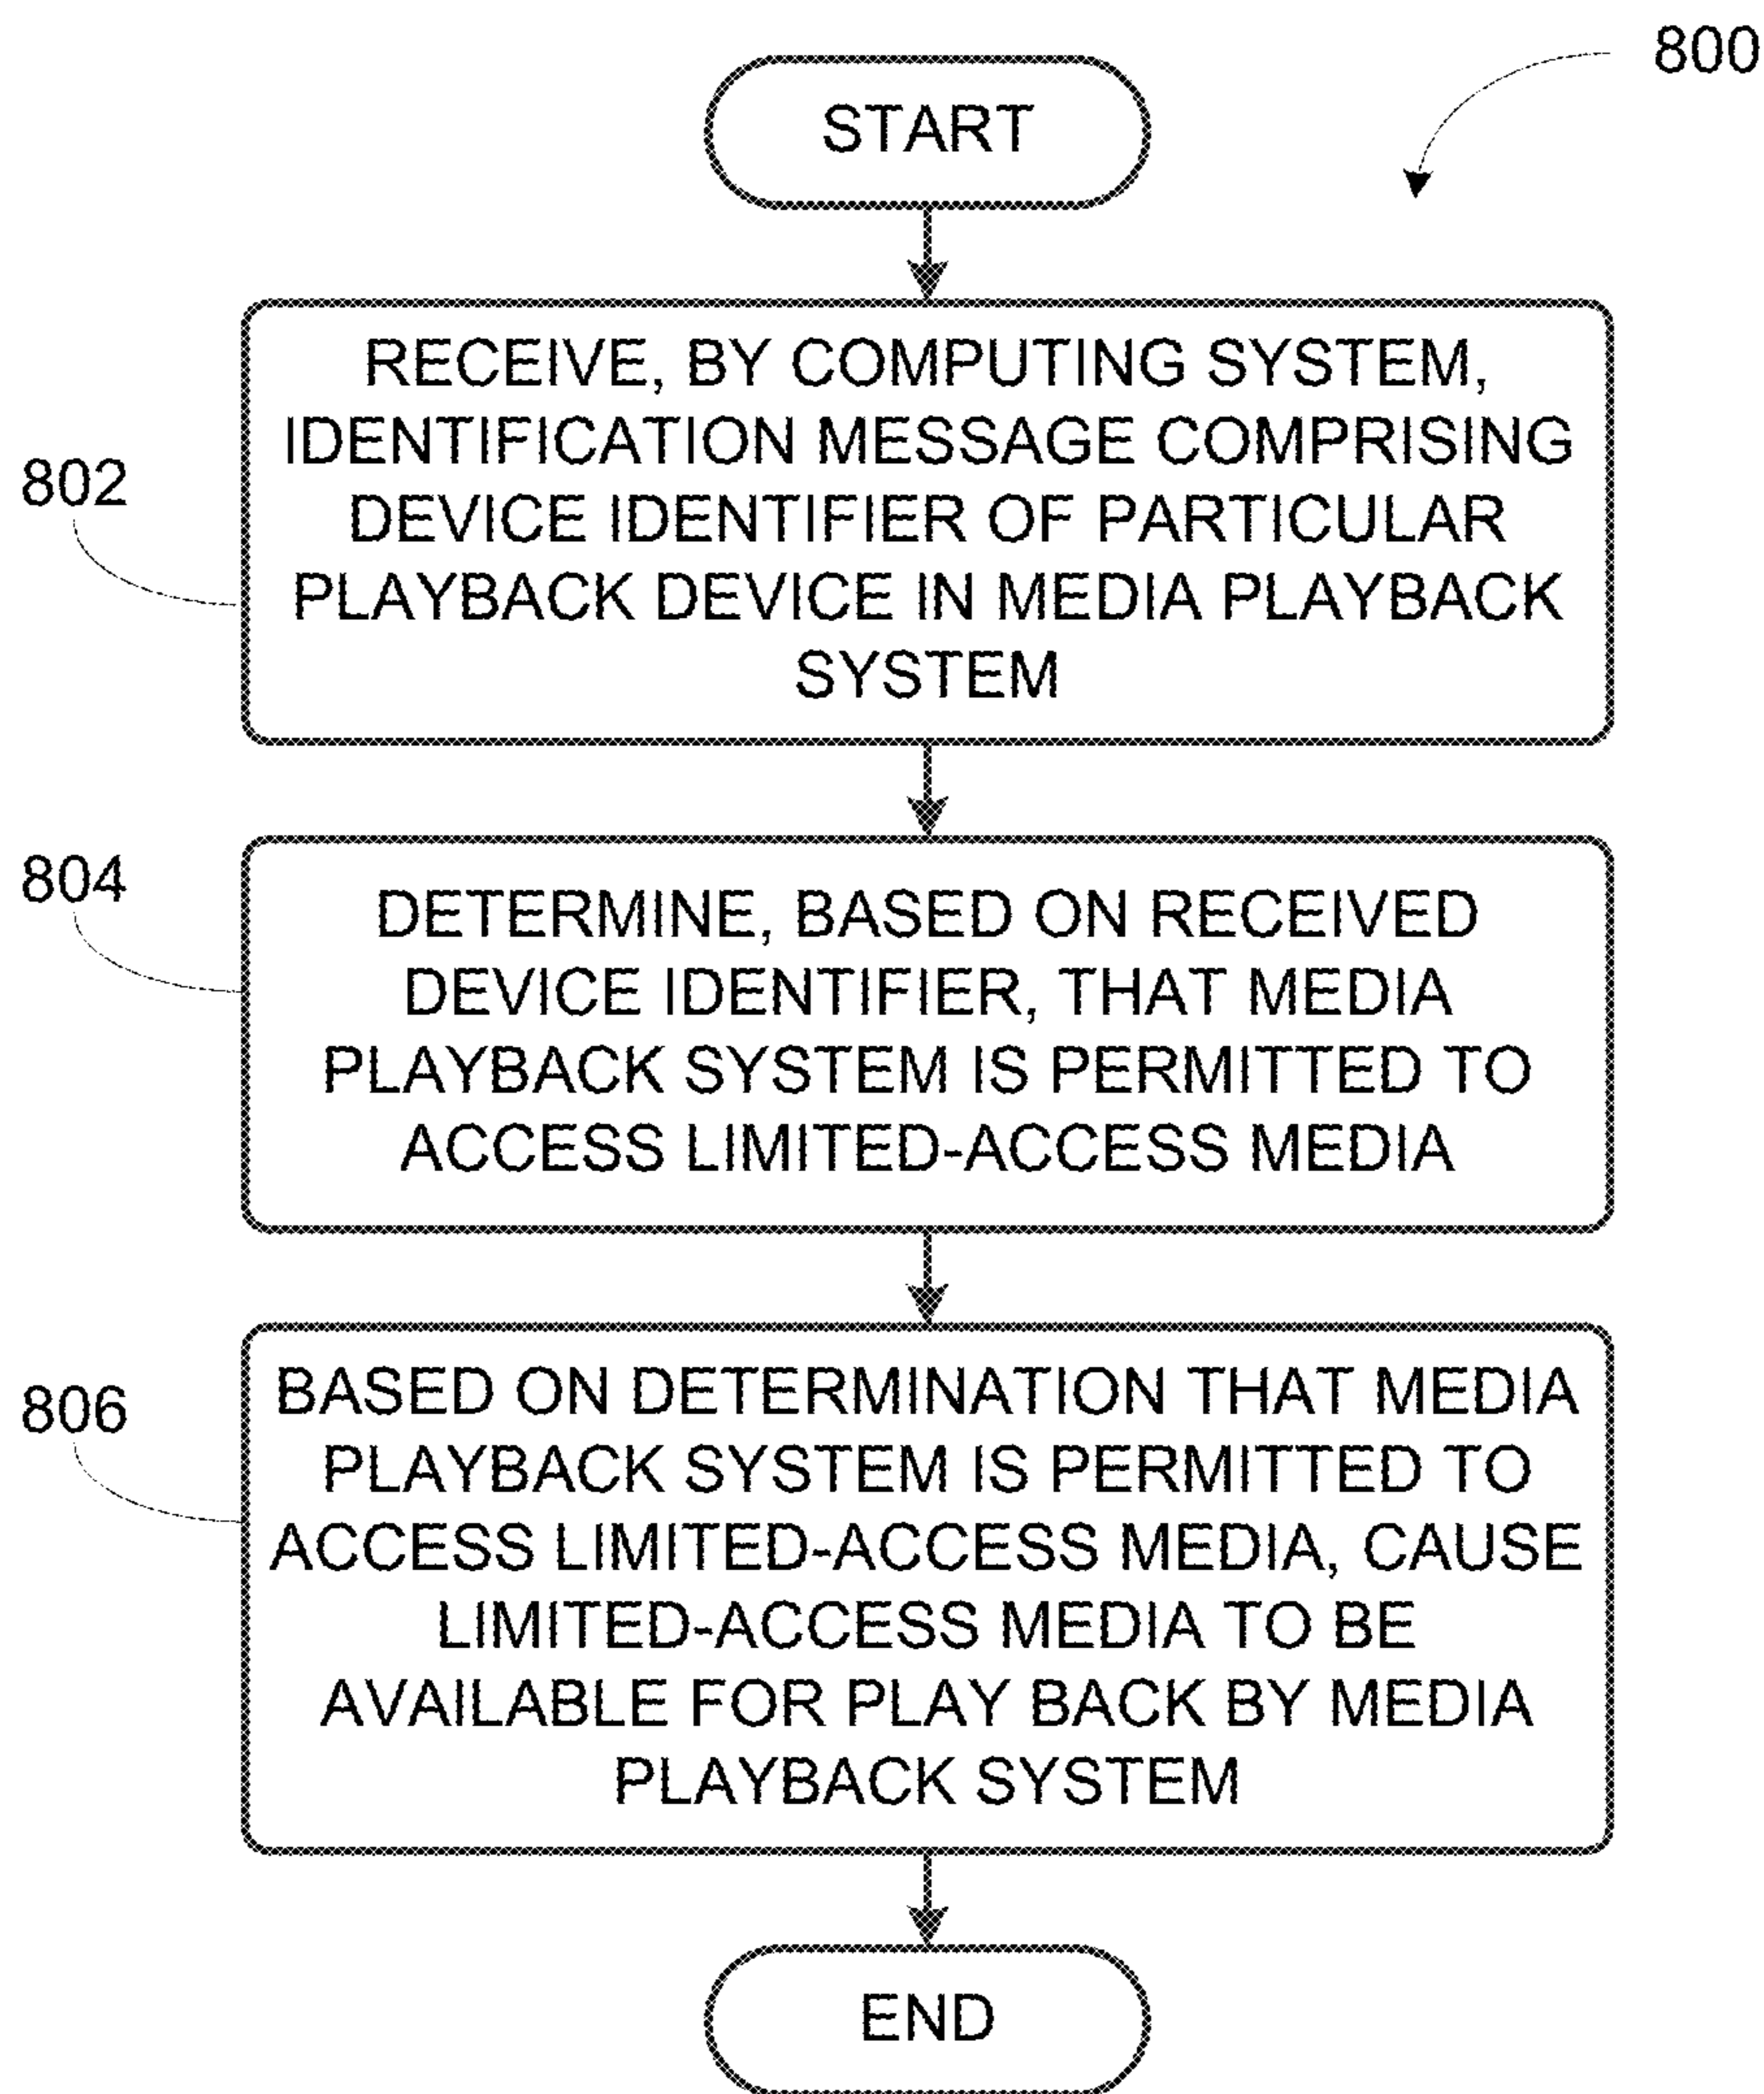 800
START
802
RECEIVE, BY COMPUTING SYSTEM,
IDENTIFICATION MESSAGE COMPRISING
DEVICE IDENTIFIER OF PARTICULAR
PLAYBACK DEVICE IN MEDIA PLAYBACK
SYSTEM
804
DETERMINE, BASED ON RECEIVED
DEVICE IDENTIFIER, THAT MEDIA
PLAYBACK SYSTEM IS PERMITTED TO
ACCESS LIMITED-ACCESS MEDIA
806
BASED ON DETERMINATION THAT MEDIA
PLAYBACK SYSTEM IS PERMITTED TO
ACCESS LIMITED-ACCESS MEDIA, CAUSE
LIMITED-ACCESS MEDIA TO BE
AVAILABLE FOR PLAY BACK BY MEDIA
PLAYBACK SYSTEM
END